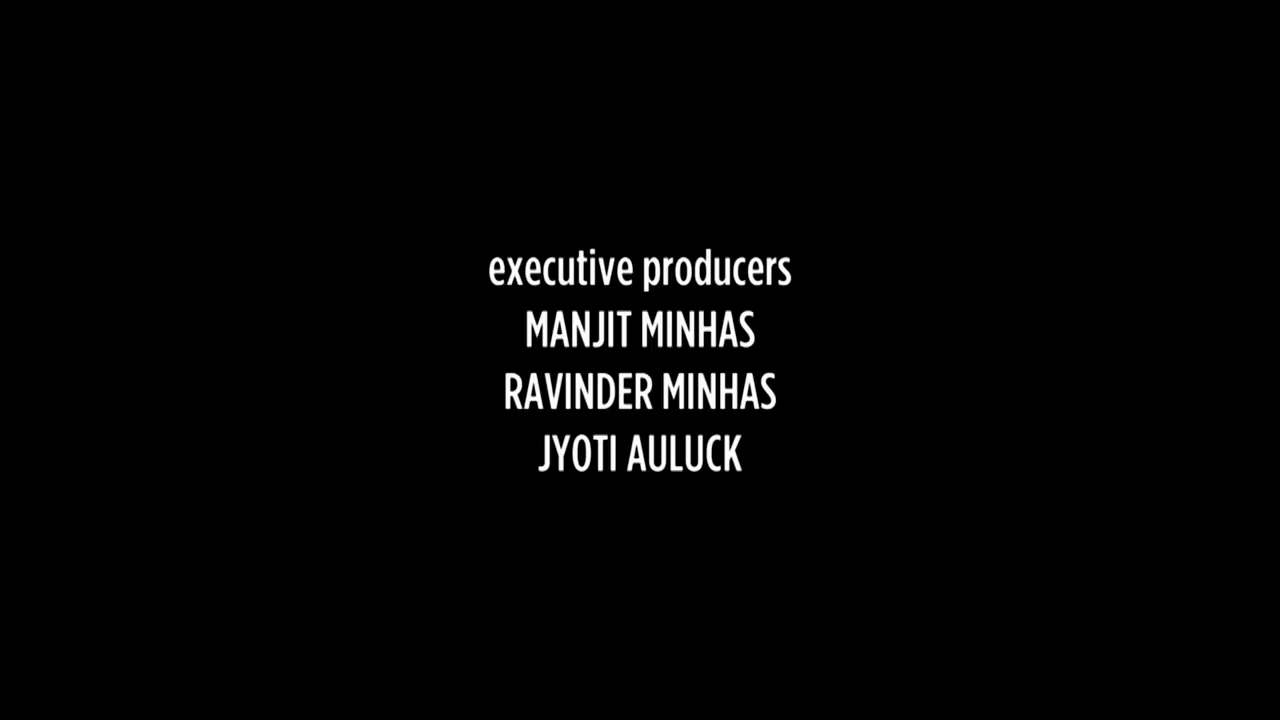 executive producers
MANJIT MINHAS
RAVINDER MINHAS
JYOTI AULUCK